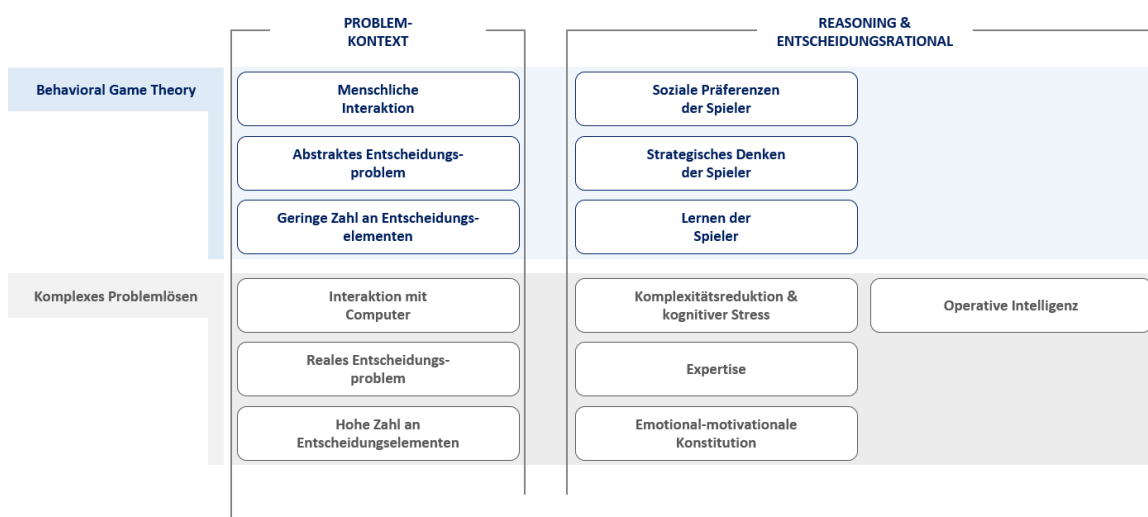 PROBLEM-
KONTEXT
REASONING &
ENTSCHEIDUNGSRATIONAL
Behavioral Game Theory
Menschliche
Interaktion
Soziale Präferenzen
der Spieler
Abstraktes Entscheidungs-
problem
Strategisches Denken
der Spieler
Geringe Zahl an Entscheidungs-
elementen
Lernen der
Spieler
Komplexes Problemlösen
Interaktion mit
Computer
Komplexitätsreduktion &
kognitiver Stress
Operative Intelligenz
Reales Entscheidungs-
problem
Expertise
Hohe Zahl an
Entscheidungselementen
Emotional-motivationale
Konstitution